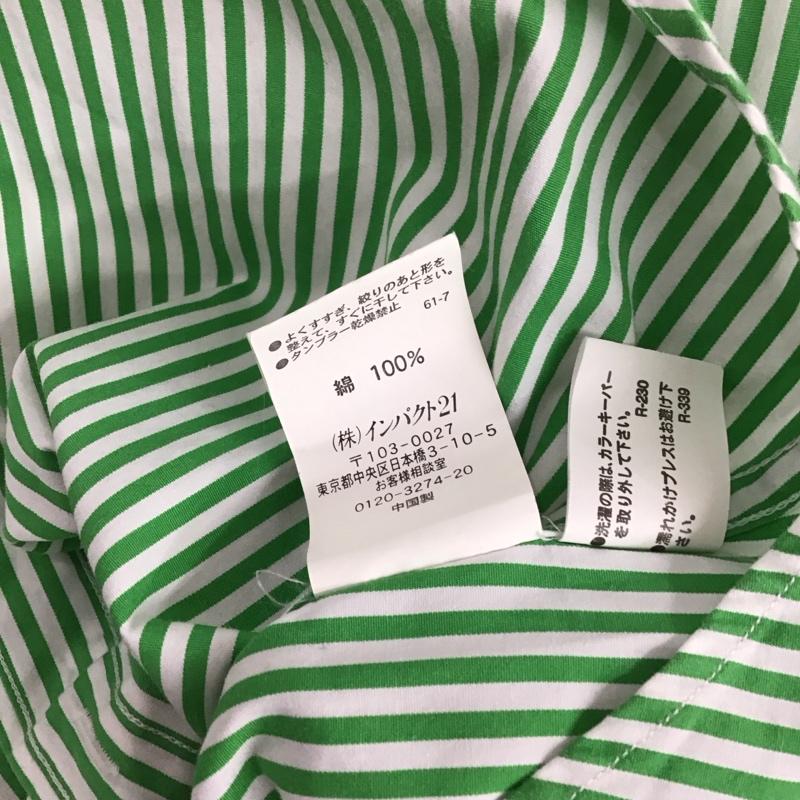 ●よくすすぎ、絞りのあと形を
整えて、すぐに干して下さい。
●タンブラー乾燥禁止 61-7
綿 100%
(株)インパクト21
〒103-0027
東京都中央区日本橋3-10-5
お客様相談室
0120-3274-20
中国製
●洗濯の際は、カラーキーパー
を取り外して下さい。
R-230
●濡れかけプレスはお避け下
さい。 R-339